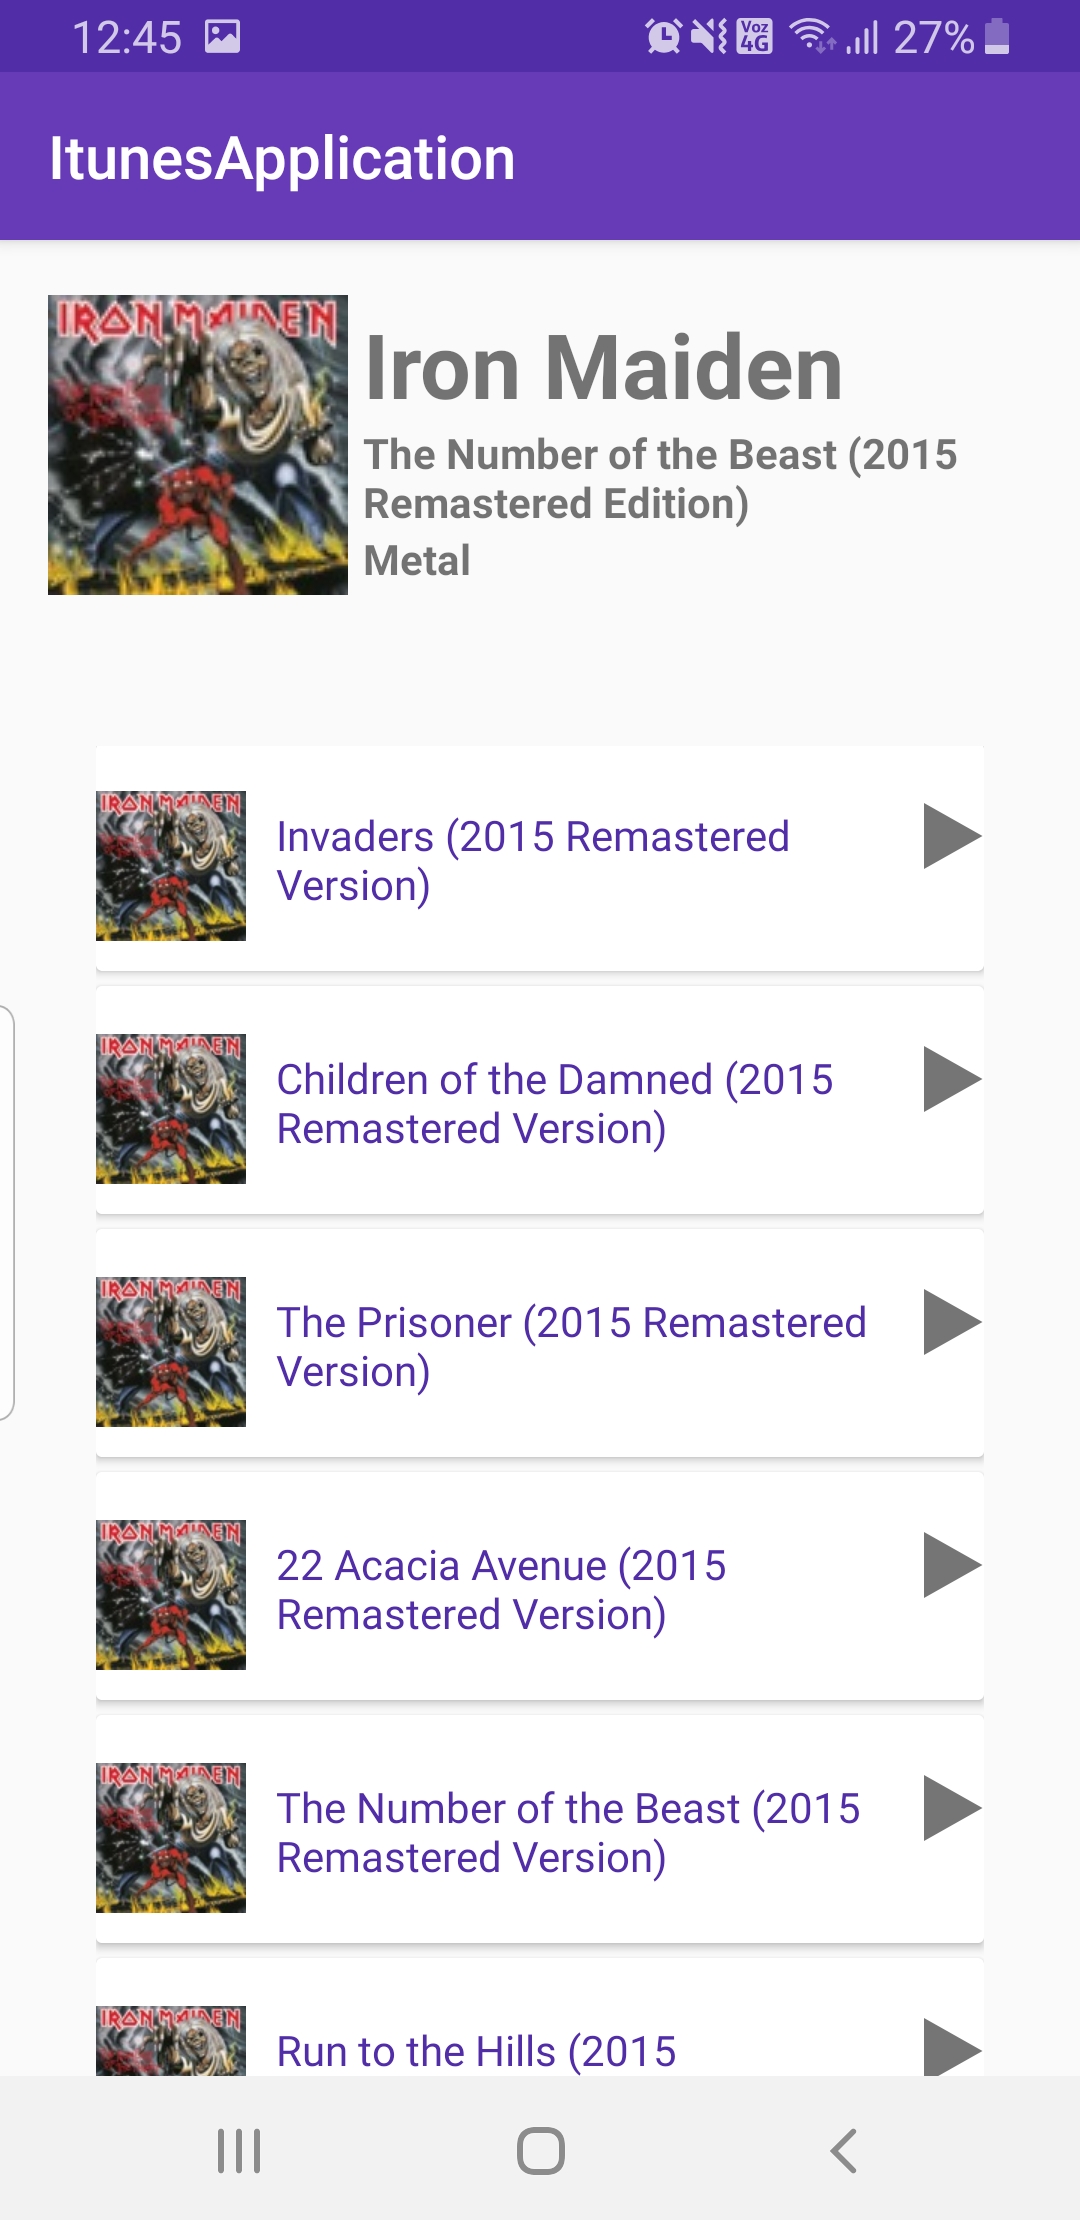 12:45
Voz
4G
27%
ItunesApplication
IRON MAIDEN
Iron Maiden
The Number of the Beast (2015
Remastered Edition)
Metal
IRON MAIDEN
Invaders (2015 Remastered
Version)
IRON MAIDEN
Children of the Damned (2015
Remastered Version)
IRON MAIDEN
The Prisoner (2015 Remastered
Version)
IRON MAIDEN
22 Acacia Avenue (2015
Remastered Version)
IRON MAIDEN
The Number of the Beast (2015
Remastered Version)
IRON MAIDEN
Run to the Hills (2015